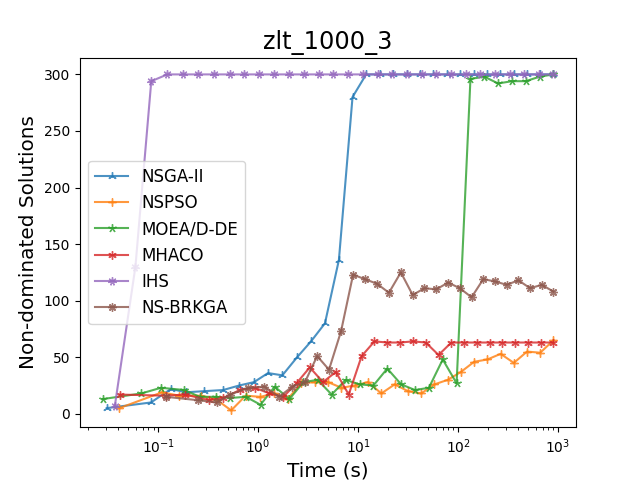 zlt_1000_3
Non-dominated Solutions
300
250
200
150
100
50
0
NSGA-II
NSPSO
MOEA/D-DE
MHACO
IHS
NS-BRKGA
10⁻¹ 10⁰ 10¹ 10² 10³
Time (s)